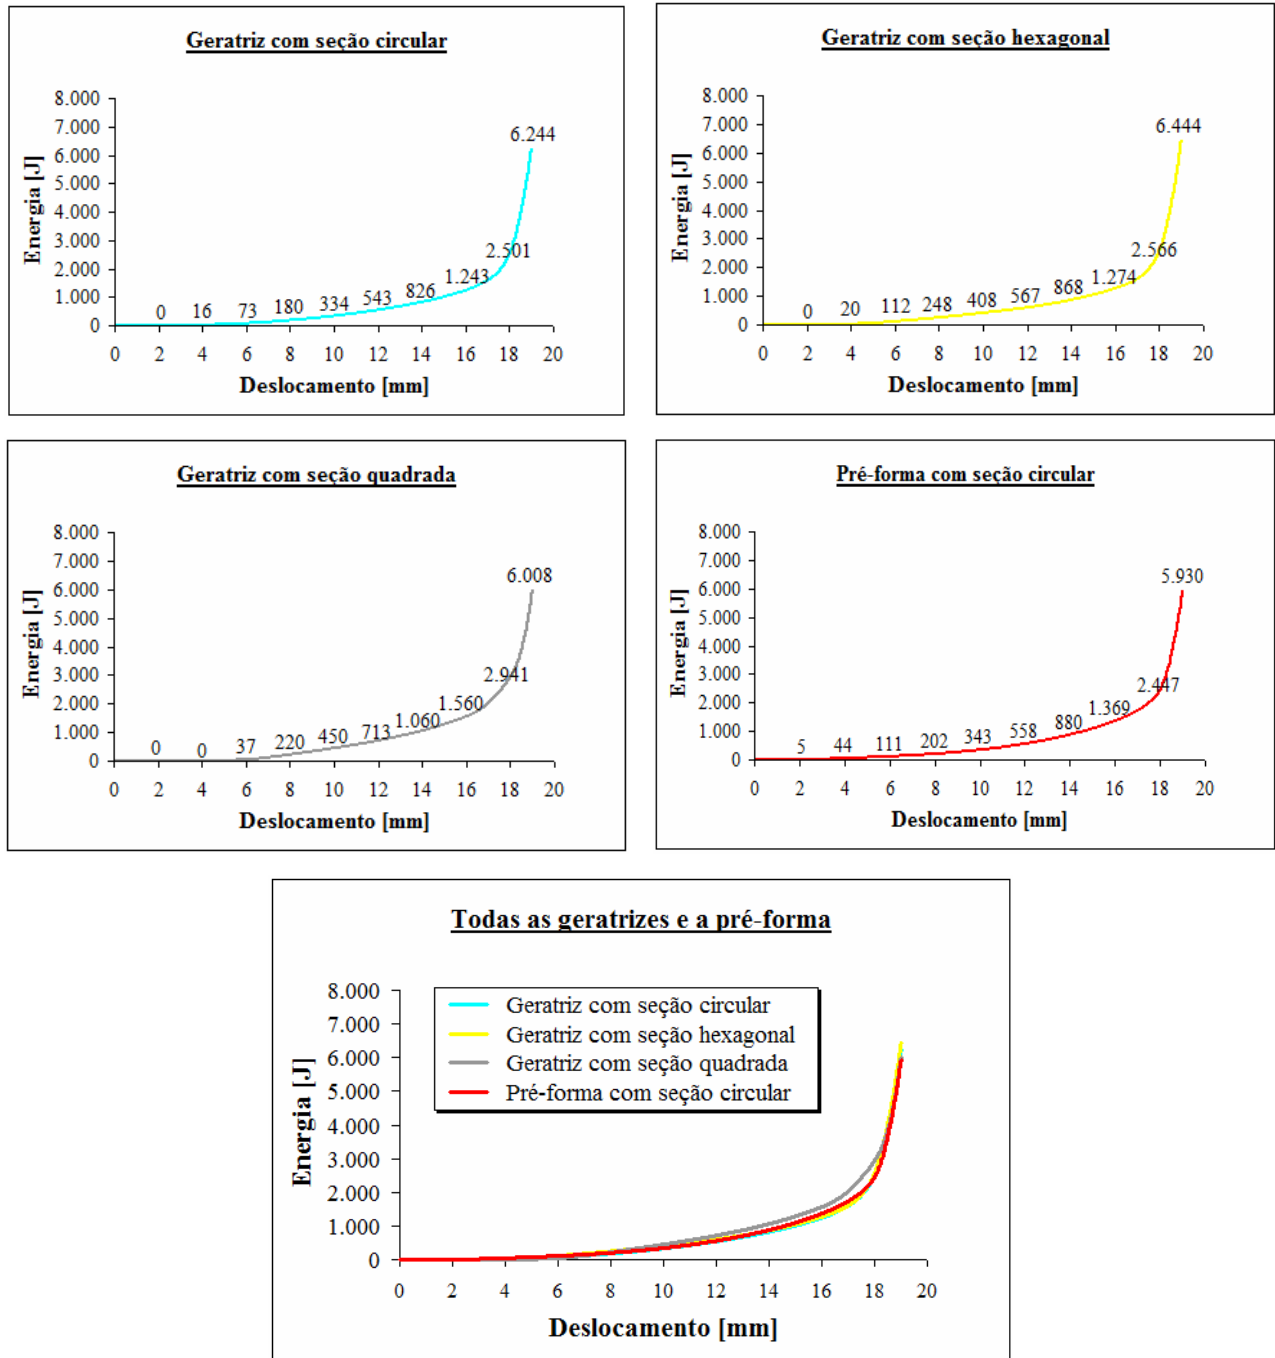 Geratriz com seção circular
8.000
7.000
6.000
5.000
4.000
3.000
2.000
1.000
0
Energia [J]
0 16 73 180 334 543 826 1.243 2.501 6.244
0 2 4 6 8 10 12 14 16 18 20
Deslocamento [mm]
Geratriz com seção hexagonal
8.000
7.000
6.000
5.000
4.000
3.000
2.000
1.000
0
Energia [J]
0 20 112 248 408 567 868 1.274 2.566 6.444
0 2 4 6 8 10 12 14 16 18 20
Deslocamento [mm]
Geratriz com seção quadrada
8.000
7.000
6.000
5.000
4.000
3.000
2.000
1.000
0
Energia [J]
0 0 37 220 450 713 1.060 1.560 2.941 6.008
0 2 4 6 8 10 12 14 16 18 20
Deslocamento [mm]
Pré-forma com seção circular
8.000
7.000
6.000
5.000
4.000
3.000
2.000
1.000
0
Energia [J]
5 44 111 202 343 558 880 1.369 2.447 5.930
0 2 4 6 8 10 12 14 16 18 20
Deslocamento [mm]
Todas as geratrizes e a pré-forma
8.000
7.000
6.000
5.000
4.000
3.000
2.000
1.000
0
Energia [J]
Geratriz com seção circular
Geratriz com seção hexagonal
Geratriz com seção quadrada
Pré-forma com seção circular
0 2 4 6 8 10 12 14 16 18 20
Deslocamento [mm]